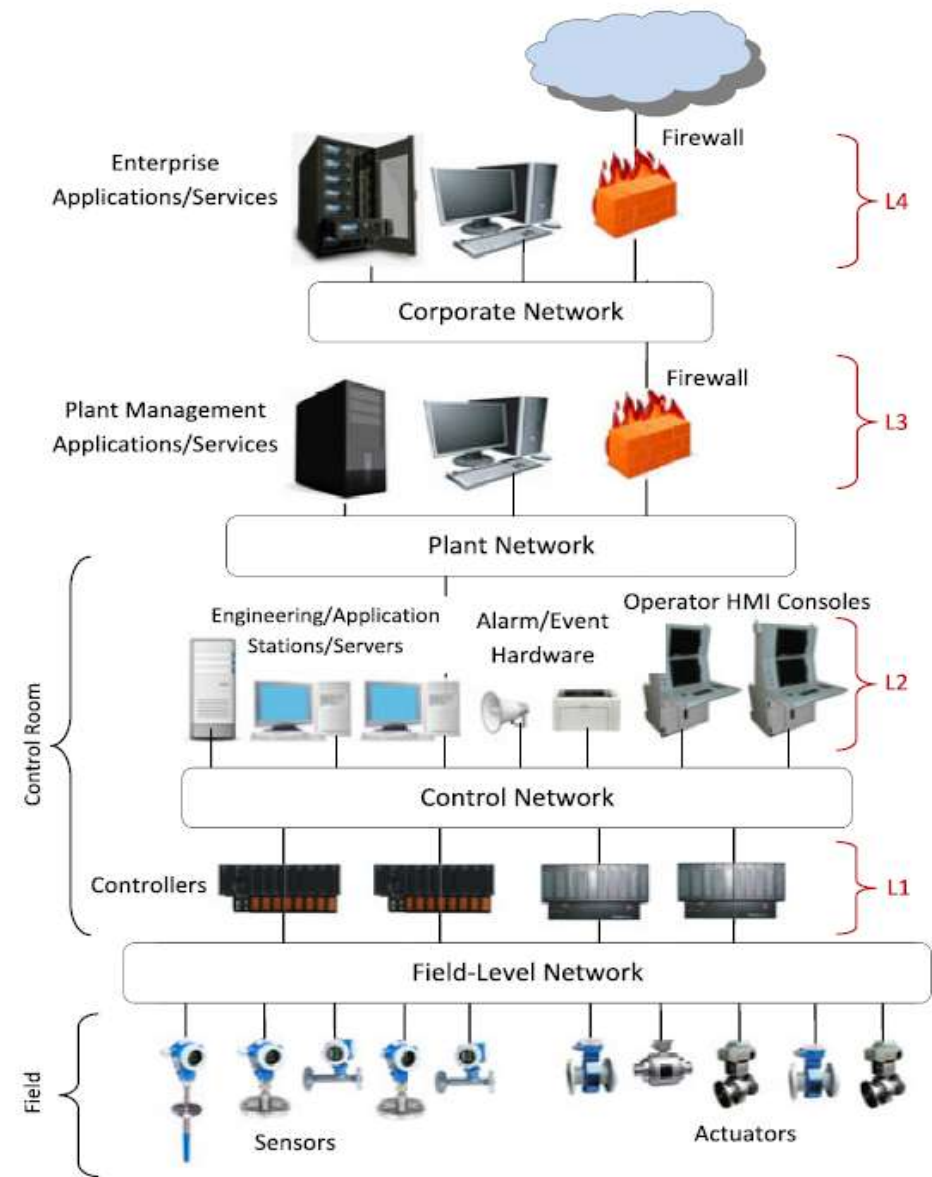 Firewall
Enterprise
Applications/Services
L4
Corporate Network
Firewall
Plant Management
Applications/Services
L3
Plant Network
Control Room
Engineering/Application
Stations/Servers
Alarm/Event
Hardware
Operator HMI Consoles
L2
Control Network
Controllers
L1
Field-Level Network
Field
Sensors
Actuators